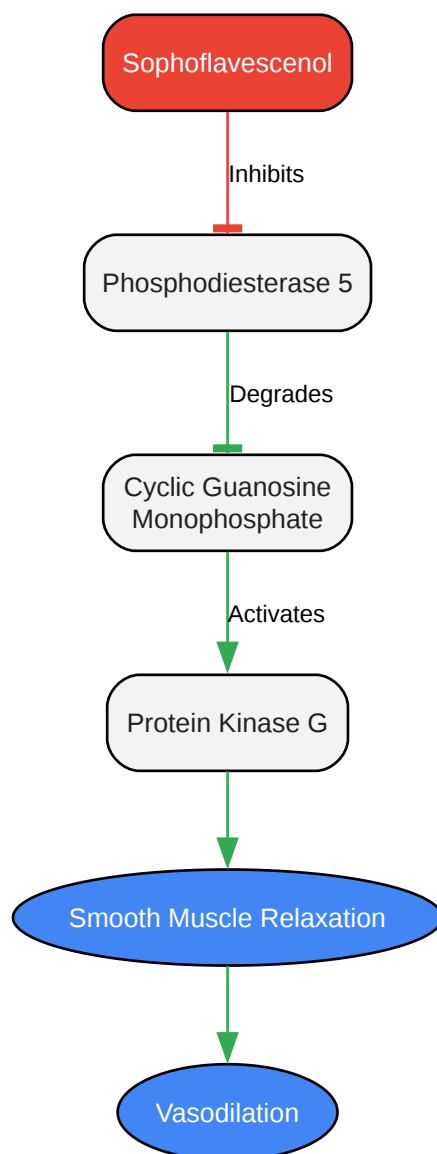 Sophoflavescenol
Inhibits
Phosphodiesterase 5
Degrades
Cyclic Guanosine
Monophosphate
Activates
Protein Kinase G
Smooth Muscle Relaxation
Vasodilation